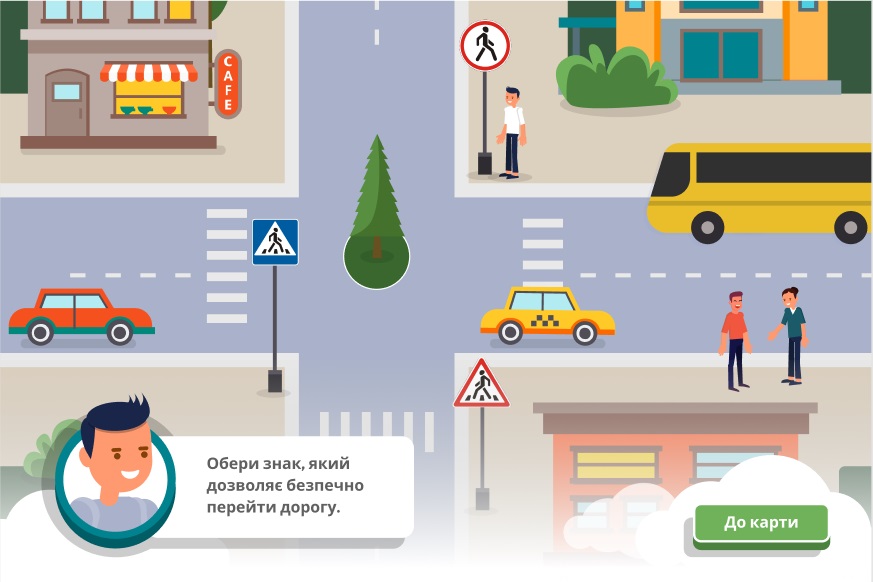 CAFE
Обери знак, який
дозволяє безпечно
перейти дорогу.
До карти